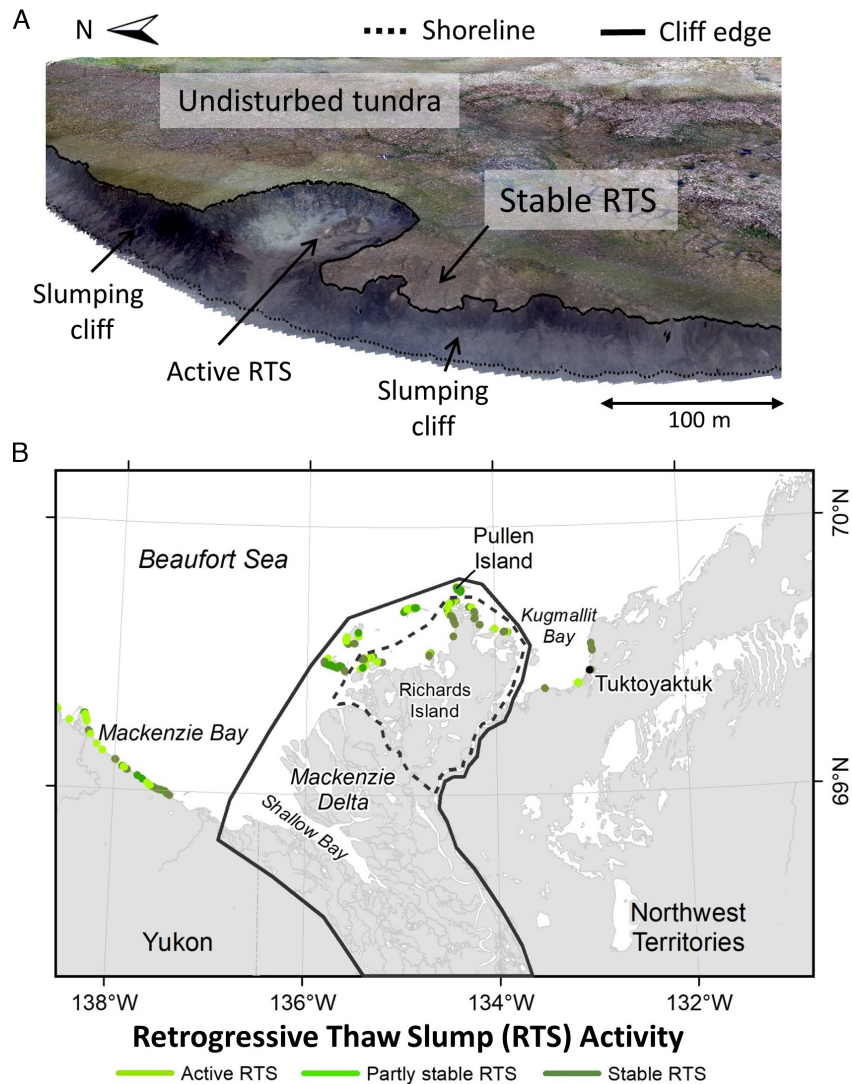 A
N
Shoreline
Cliff edge
Undisturbed tundra
Stable RTS
Slumping
cliff
Active RTS
Slumping
cliff
100 m
B
Beaufort Sea
Pullen
Island
Kugmallit
Bay
70°N
Tuktoyaktuk
Richards
Island
Mackenzie Bay
Mackenzie
Delta
Shallow Bay
69°N
Yukon
Northwest
Territories
138°W
136°W
134°W
132°W
Retrogressive Thaw Slump (RTS) Activity
Active RTS
Partly stable RTS
Stable RTS